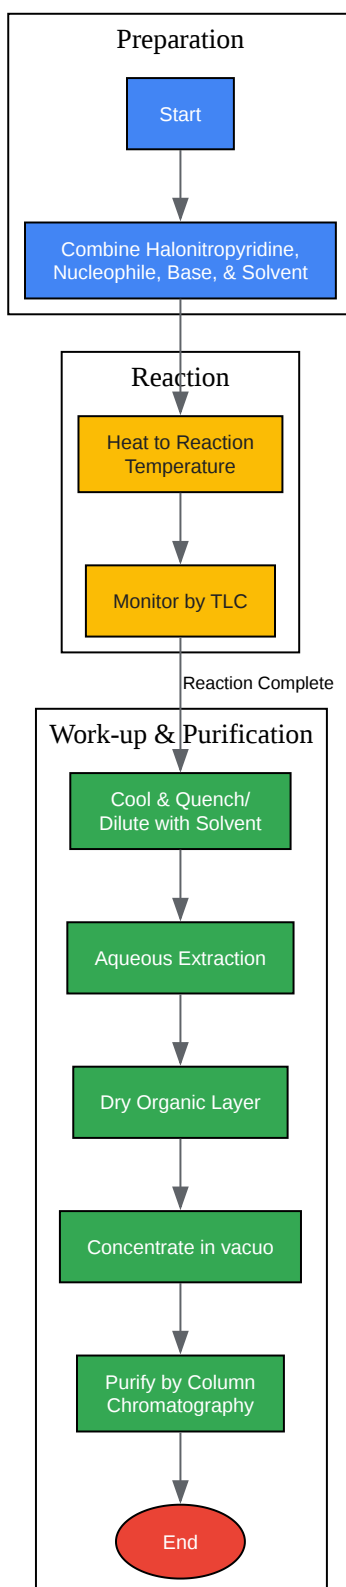 Preparation
Start
Combine Halonitropyridine,
Nucleophile, Base, & Solvent
Reaction
Heat to Reaction
Temperature
Monitor by TLC
Reaction Complete
Work-up & Purification
Cool & Quench/
Dilute with Solvent
Aqueous Extraction
Dry Organic Layer
Concentrate in vacuo
Purify by Column
Chromatography
End